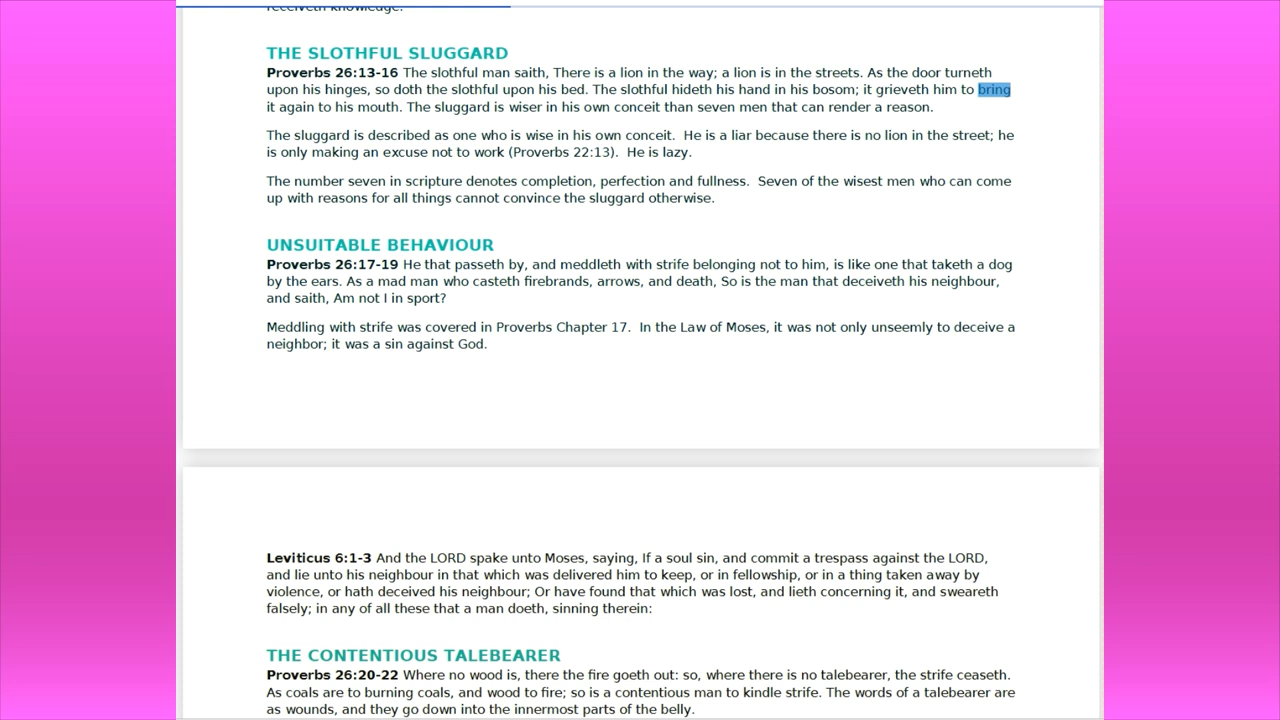 receiveth knowledge.
THE SLOTHFUL SLUGGARD
Proverbs 26:13-16 The slothful man saith, There is a lion in the way; a lion is in the streets. As the door turneth
upon his hinges, so doth the slothful upon his bed. The slothful hideth his hand in his bosom; it grieveth him to bring
it again to his mouth. The sluggard is wiser in his own conceit than seven men that can render a reason.
The sluggard is described as one who is wise in his own conceit.  He is a liar because there is no lion in the street; he
is only making an excuse not to work (Proverbs 22:13).  He is lazy.
The number seven in scripture denotes completion, perfection and fullness.  Seven of the wisest men who can come
up with reasons for all things cannot convince the sluggard otherwise.
UNSUITABLE BEHAVIOUR
Proverbs 26:17-19 He that passeth by, and meddleth with strife belonging not to him, is like one that taketh a dog
by the ears. As a mad man who casteth firebrands, arrows, and death, So is the man that deceiveth his neighbour,
and saith, Am not I in sport?
Meddling with strife was covered in Proverbs Chapter 17.  In the Law of Moses, it was not only unseemly to deceive a
neighbor; it was a sin against God.
Leviticus 6:1-3 And the LORD spake unto Moses, saying, If a soul sin, and commit a trespass against the LORD,
and lie unto his neighbour in that which was delivered him to keep, or in fellowship, or in a thing taken away by
violence, or hath deceived his neighbour; Or have found that which was lost, and lieth concerning it, and sweareth
falsely; in any of all these that a man doeth, sinning therein:
THE CONTENTIOUS TALEBEARER
Proverbs 26:20-22 Where no wood is, there the fire goeth out: so, where there is no talebearer, the strife ceaseth.
As coals are to burning coals, and wood to fire; so is a contentious man to kindle strife. The words of a talebearer are
as wounds, and they go down into the innermost parts of the belly.